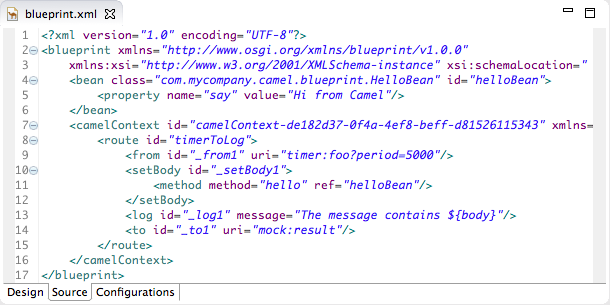 blueprint.xml
1 <?xml version="1.0" encoding="UTF-8"?>
2 <blueprint xmlns="http://www.osgi.org/xmlns/blueprint/v1.0.0"
3     xmlns:xsi="http://www.w3.org/2001/XMLSchema-instance" xsi:schemaLocation="
4     <bean class="com.mycompany.camel.blueprint.HelloBean" id="helloBean">
5         <property name="say" value="Hi from Camel"/>
6     </bean>
7     <camelContext id="camelContext-de182d37-0f4a-4ef8-beff-d81526115343" xmlns=
8         <route id="timerToLog">
9             <from id="_from1" uri="timer:foo?period=5000"/>
10             <setBody id="_setBody1">
11                 <method method="hello" ref="helloBean"/>
12             </setBody>
13             <log id="_log1" message="The message contains ${body}"/>
14             <to id="_to1" uri="mock:result"/>
15         </route>
16     </camelContext>
17 </blueprint>
Design Source Configurations